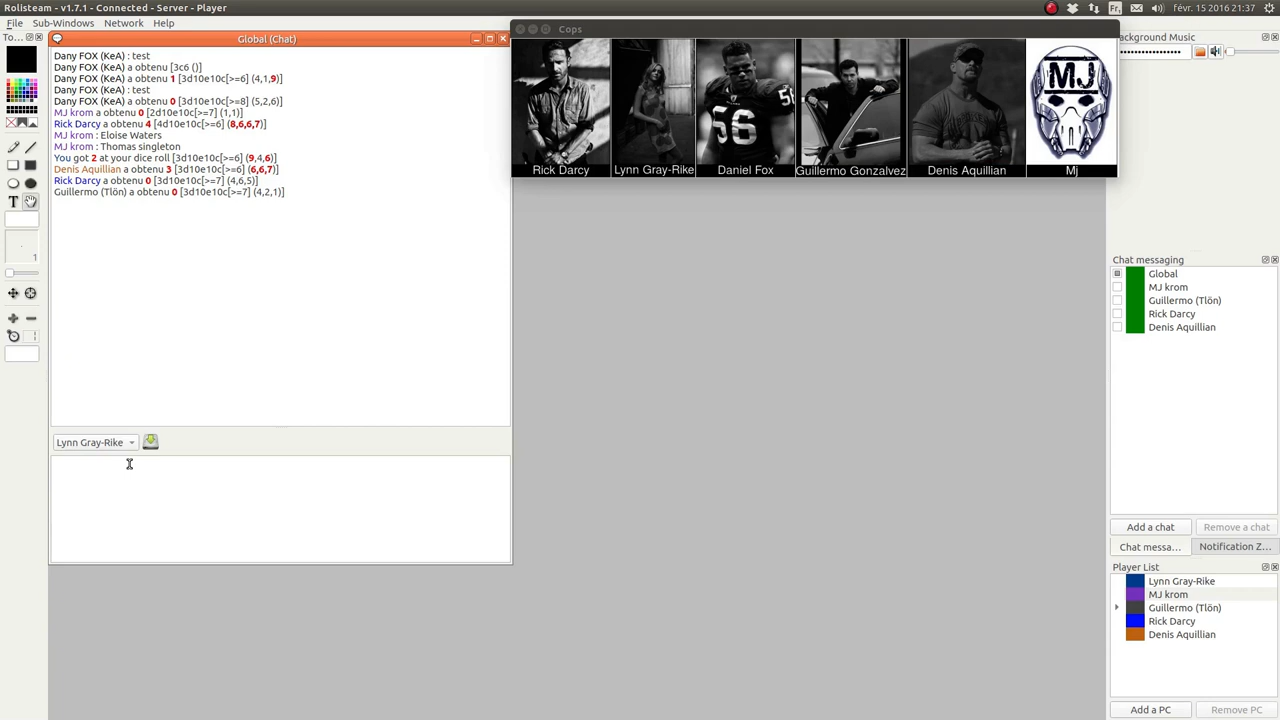 Rolisteam - v1.7.1 - Connected - Server - Player
Fr
févr. 15 2016 21:37
File Sub-Windows Network Help
To...
Global (Chat)
Dany FOX (KeA) : test
Dany FOX (KeA) a obtenu [3c6 ()]
Dany FOX (KeA) a obtenu 1 [3d10e10c[>=6] (4,1,9)]
Dany FOX (KeA) : test
Dany FOX (KeA) a obtenu 0 [3d10e10c[>=8] (5,2,6)]
MJ krom a obtenu 0 [2d10e10c[>=7] (1,1)]
Rick Darcy a obtenu 4 [4d10e10c[>=6] (8,6,6,7)]
MJ krom : Eloise Waters
MJ krom : Thomas singleton
You got 2 at your dice roll [3d10e10c[>=6] (9,4,6)]
Denis Aquillian a obtenu 3 [3d10e10c[>=6] (6,6,7)]
Rick Darcy a obtenu 0 [3d10e10c[>=7] (4,6,5)]
Guillermo (Tlön) a obtenu 0 [3d10e10c[>=7] (4,2,1)]
T
1
Lynn Gray-Rike
Cops
56
MJ
Rick Darcy
Lynn Gray-Rike
Daniel Fox
Guillermo Gonzalvez
Denis Aquillian
Mj
Background Music
Chat messaging
Global
MJ krom
Guillermo (Tlön)
Rick Darcy
Denis Aquillian
Add a chat
Remove a chat
Chat messa...
Notification Z...
Player List
Lynn Gray-Rike
MJ krom
Guillermo (Tlön)
Rick Darcy
Denis Aquillian
Add a PC
Remove PC